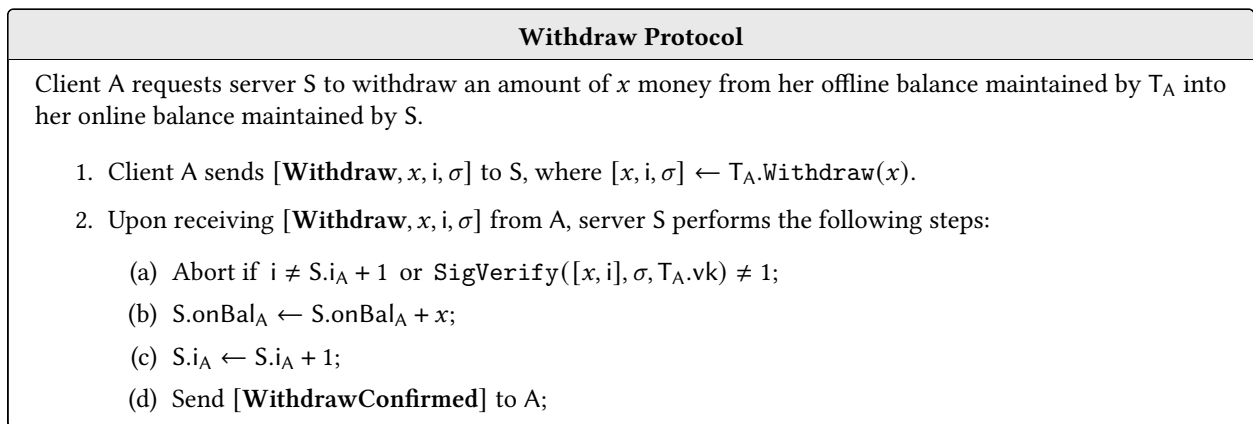 Withdraw Protocol
Client A requests server S to withdraw an amount of x money from her offline balance maintained by T_A into
her online balance maintained by S.
1. Client A sends [Withdraw, x, i, σ] to S, where [x, i, σ] ← T_A.Withdraw(x).
2. Upon receiving [Withdraw, x, i, σ] from A, server S performs the following steps:
(a) Abort if i ≠ S.i_A + 1 or SigVerify([x, i], σ, T_A.vk) ≠ 1;
(b) S.onBal_A ← S.onBal_A + x;
(c) S.i_A ← S.i_A + 1;
(d) Send [WithdrawConfirmed] to A;